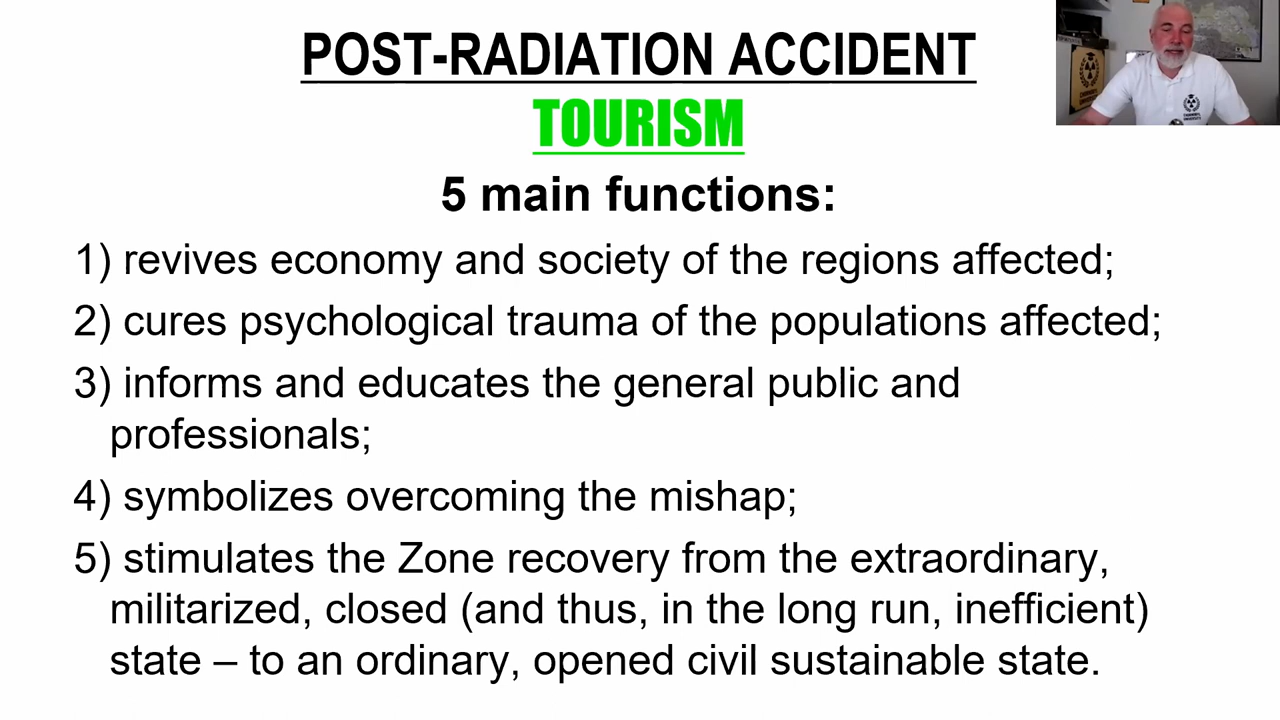 POST-RADIATION ACCIDENT
TOURISM
5 main functions:
1) revives economy and society of the regions affected;
2) cures psychological trauma of the populations affected;
3) informs and educates the general public and
professionals;
4) symbolizes overcoming the mishap;
5) stimulates the Zone recovery from the extraordinary,
militarized, closed (and thus, in the long run, inefficient)
state – to an ordinary, opened civil sustainable state.
CHORNOBYL
UNIVERSITY